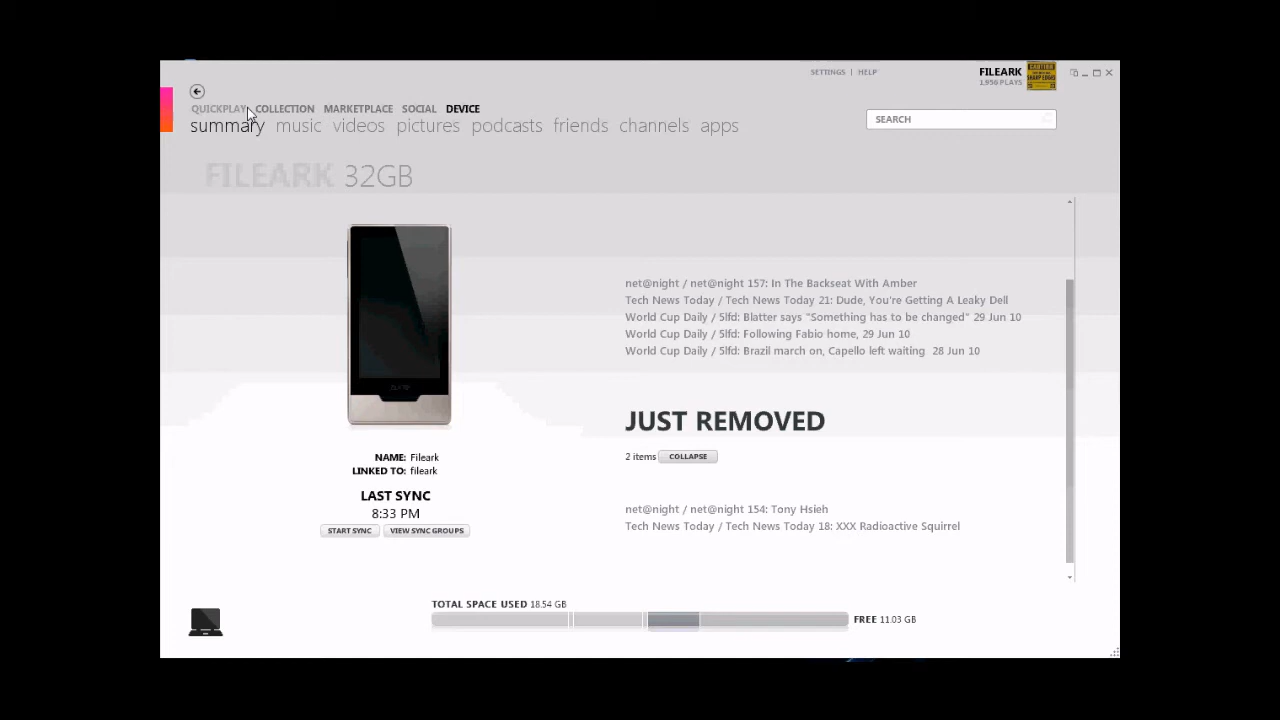 SETTINGS | HELP
FILEARK
1,956 PLAYS
QUICKPLAY COLLECTION MARKETPLACE SOCIAL DEVICE
summary music videos pictures podcasts friends channels apps
SEARCH
FILEARK 32GB
net@night / net@night 157: In The Backseat With Amber
Tech News Today / Tech News Today 21: Dude, You're Getting A Leaky Dell
World Cup Daily / 5lfd: Blatter says "Something has to be changed" 29 Jun 10
World Cup Daily / 5lfd: Following Fabio home, 29 Jun 10
World Cup Daily / 5lfd: Brazil march on, Capello left waiting 28 Jun 10
JUST REMOVED
2 items COLLAPSE
NAME: Fileark
LINKED TO: fileark
LAST SYNC
8:33 PM
START SYNC VIEW SYNC GROUPS
net@night / net@night 154: Tony Hsieh
Tech News Today / Tech News Today 18: XXX Radioactive Squirrel
TOTAL SPACE USED 18.54 GB
FREE 11.03 GB